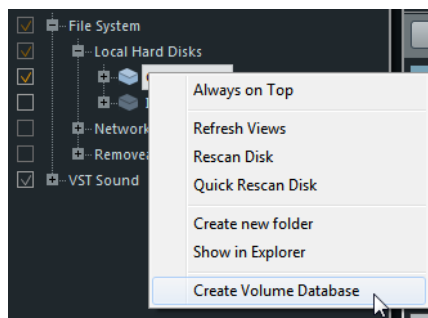 File System
Local Hard Disks
Always on Top
Network
Refresh Views
Rescan Disk
VST Sound
Quick Rescan Disk
Create new folder
Show in Explorer
Create Volume Database